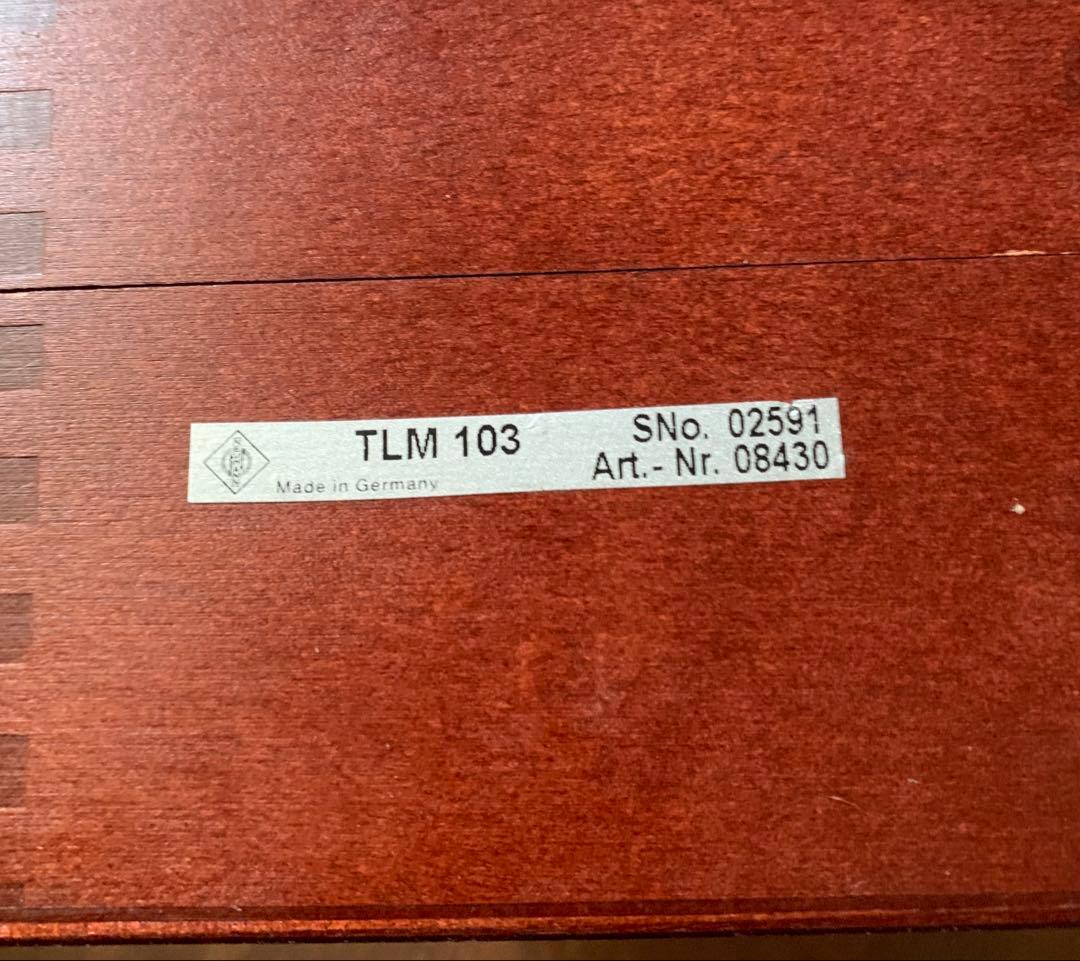 TLM 103
Made in Germany
SNo. 02591
Art.- Nr. 08430